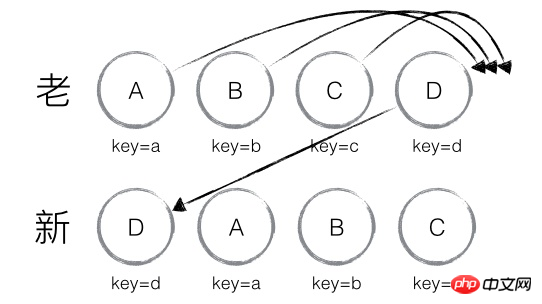 老 A B C D
key=a key=b key=c key=d
新 D A B C
key=d key=a key=b key=
php 中文网